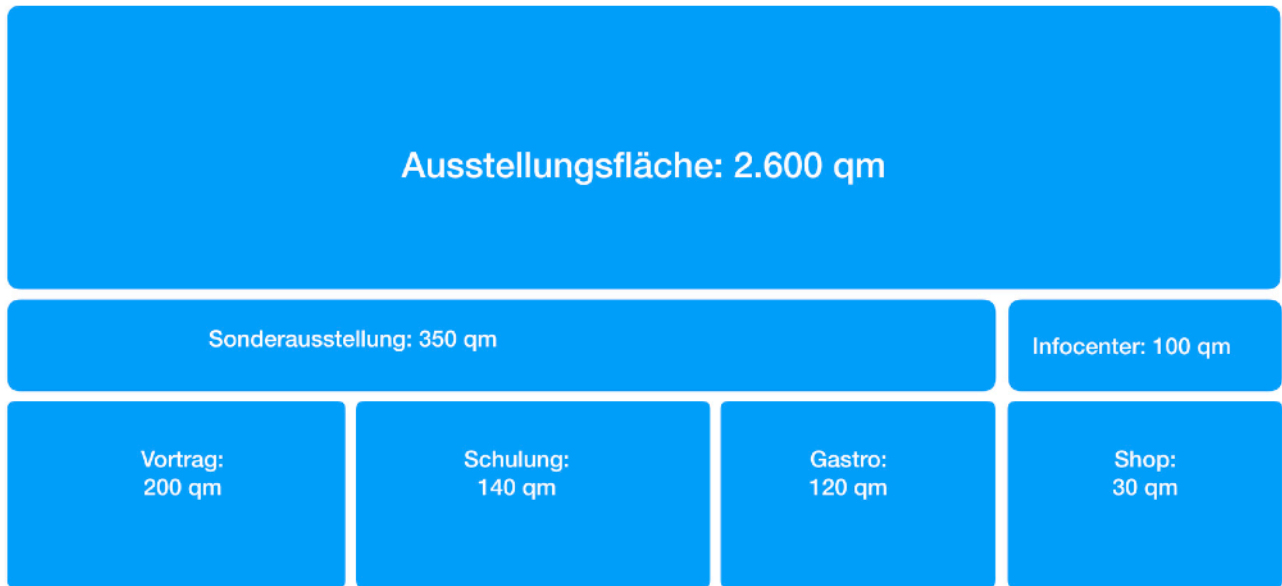 Ausstellungsfläche: 2.600 qm
Sonderausstellung: 350 qm
Infocenter: 100 qm
Vortrag:
200 qm
Schulung:
140 qm
Gastro:
120 qm
Shop:
30 qm